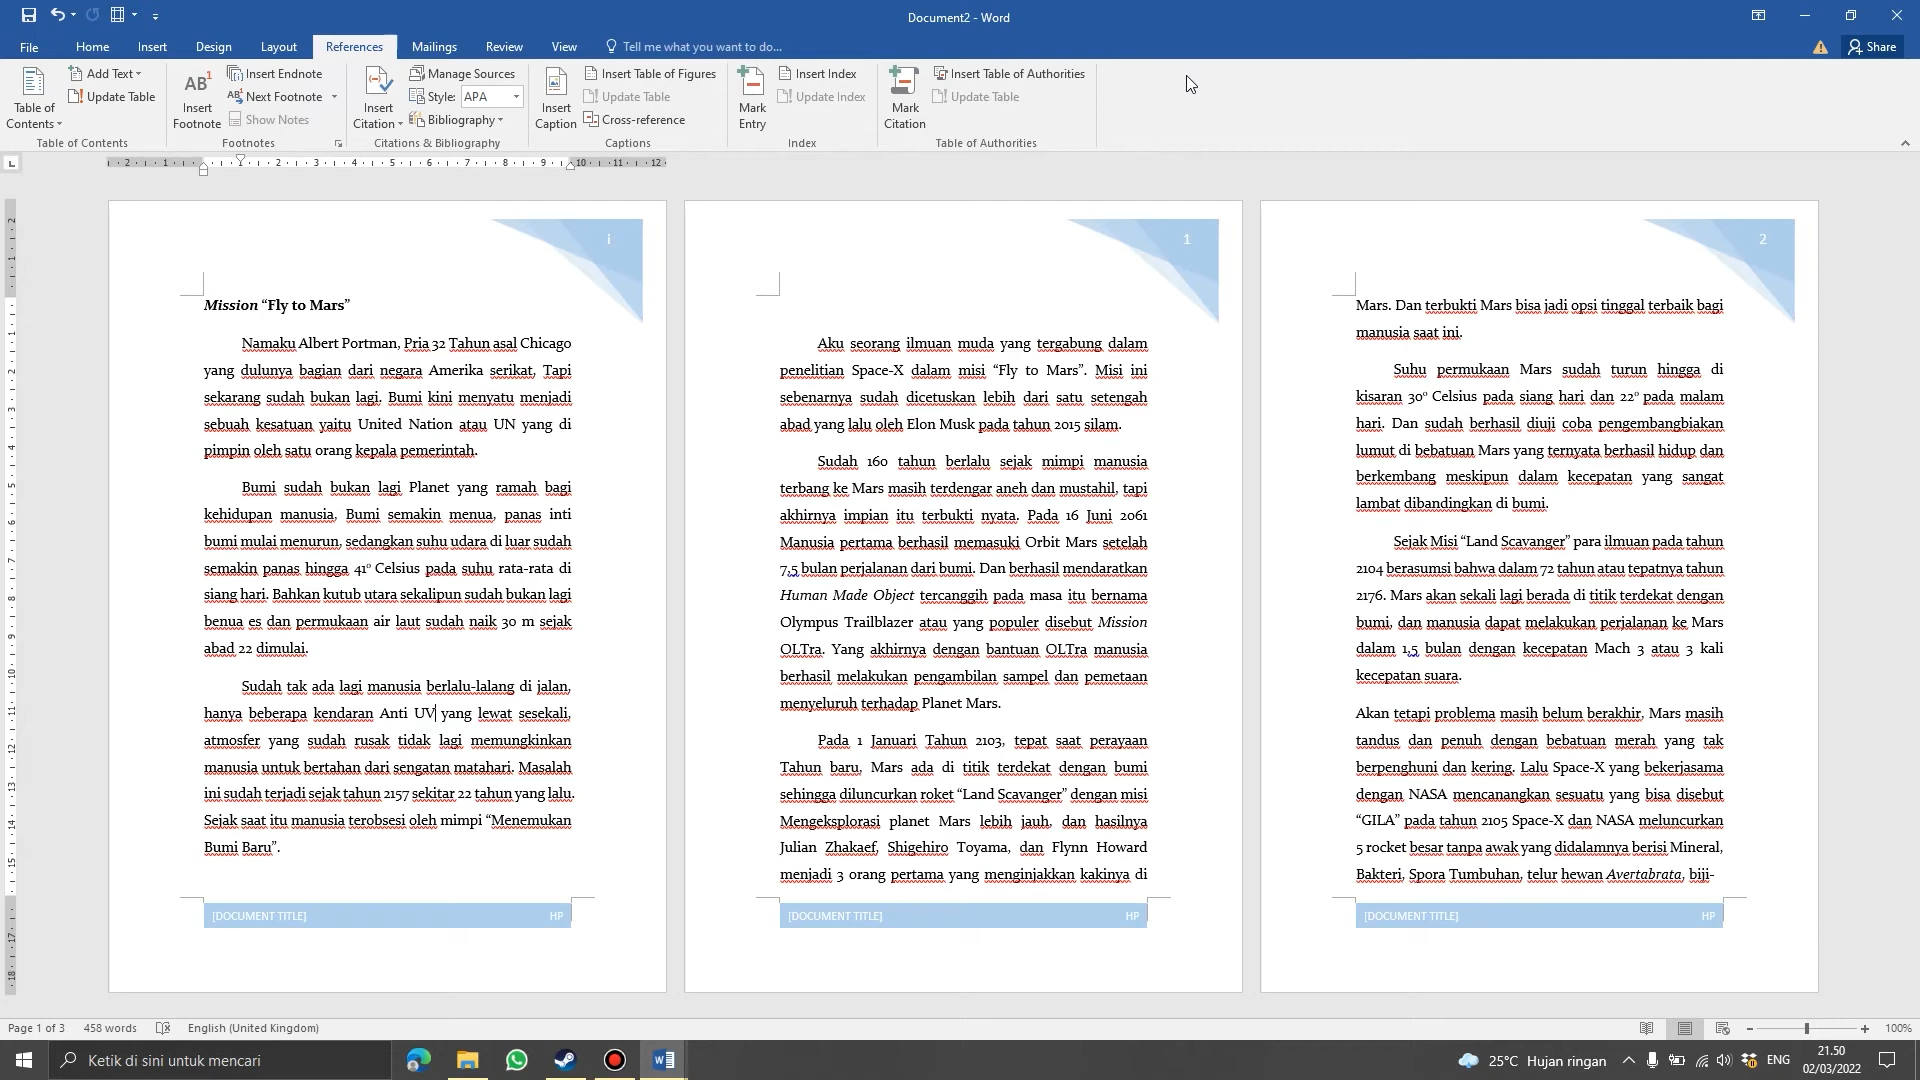 Document2 - Word
File Home Insert Design Layout References Mailings Review View Tell me what you want to do... Share
Table of Contents
Add Text
Update Table
Table of Contents
AB1
Insert Footnote
Insert Endnote
Next Footnote
Show Notes
Footnotes
Insert Citation
Manage Sources
Style: APA
Bibliography
Citations & Bibliography
Insert Caption
Insert Table of Figures
Update Table
Cross-reference
Captions
Mark Entry
Insert Index
Update Index
Index
Mark Citation
Insert Table of Authorities
Update Table
Table of Authorities
2 1 1 2 3 4 5 6 7 8 9 10 11 12
i
Mission “Fly to Mars”
Namaku Albert Portman, Pria 32 Tahun asal Chicago
yang dulunya bagian dari negara Amerika serikat, Tapi
sekarang sudah bukan lagi. Bumi kini menyatu menjadi
sebuah kesatuan yaitu United Nation atau UN yang di
pimpin oleh satu orang kepala pemerintah.
Bumi sudah bukan lagi Planet yang ramah bagi
kehidupan manusia, Bumi semakin menua, panas inti
bumi mulai menurun, sedangkan suhu udara di luar sudah
semakin panas hingga 41° Celsius pada suhu rata-rata di
siang hari. Bahkan kutub utara sekalipun sudah bukan lagi
benua es dan permukaan air laut sudah naik 30 m sejak
abad 22 dimulai.
Sudah tak ada lagi manusia berlalu-lalang di jalan,
hanya beberapa kendaran Anti UV yang lewat sesekali,
atmosfer yang sudah rusak tidak lagi memungkinkan
manusia untuk bertahan dari sengatan matahari. Masalah
ini sudah terjadi sejak tahun 2157 sekitar 22 tahun yang lalu.
Sejak saat itu manusia terobsesi oleh mimpi “Menemukan
Bumi Baru”.
[DOCUMENT TITLE] HP
1
Aku seorang ilmuan muda yang tergabung dalam
penelitian Space-X dalam misi “Fly to Mars”. Misi ini
sebenarnya sudah dicetuskan lebih dari satu setengah
abad yang lalu oleh Elon Musk pada tahun 2015 silam.
Sudah 160 tahun berlalu sejak mimpi manusia
terbang ke Mars masih terdengar aneh dan mustahil, tapi
akhirnya impian itu terbukti nyata. Pada 16 Juni 2061
Manusia pertama berhasil memasuki Orbit Mars setelah
7,5 bulan perjalanan dari bumi. Dan berhasil mendaratkan
Human Made Object tercanggih pada masa itu bernama
Olympus Trailblazer atau yang populer disebut Mission
OLTra. Yang akhirnya dengan bantuan OLTra manusia
berhasil melakukan pengambilan sampel dan pemetaan
menyeluruh terhadap Planet Mars.
Pada 1 Januari Tahun 2103, tepat saat perayaan
Tahun baru, Mars ada di titik terdekat dengan bumi
sehingga diluncurkan roket “Land Scavanger” dengan misi
Mengeksplorasi planet Mars lebih jauh, dan hasilnya
Julian Zhakaef, Shigehiro Toyama, dan Flynn Howard
menjadi 3 orang pertama yang menginjakkan kakinya di
[DOCUMENT TITLE] HP
2
Mars. Dan terbukti Mars bisa jadi opsi tinggal terbaik bagi
manusia saat ini.
Suhu permukaan Mars sudah turun hingga di
kisaran 30° Celsius pada siang hari dan 22° pada malam
hari. Dan sudah berhasil diuji coba pengembangbiakan
lumut di bebatuan Mars yang ternyata berhasil hidup dan
berkembang meskipun dalam kecepatan yang sangat
lambat dibandingkan di bumi.
Sejak Misi “Land Scavanger” para ilmuan pada tahun
2104 berasumsi bahwa dalam 72 tahun atau tepatnya tahun
2176. Mars akan sekali lagi berada di titik terdekat dengan
bumi, dan manusia dapat melakukan perjalanan ke Mars
dalam 1,5 bulan dengan kecepatan Mach 3 atau 3 kali
kecepatan suara.
Akan tetapi problema masih belum berakhir, Mars masih
tandus dan penuh dengan bebatuan merah yang tak
berpenghuni dan kering. Lalu Space-X yang bekerjasama
dengan NASA mencanangkan sesuatu yang bisa disebut
“GILA” pada tahun 2105 Space-X dan NASA meluncurkan
5 rocket besar tanpa awak yang didalamnya berisi Mineral,
Bakteri, Spora Tumbuhan, telur hewan Avertabrata, biji-
[DOCUMENT TITLE] HP
Page 1 of 3 458 words English (United Kingdom) 100%
Ketik di sini untuk mencari
25°C Hujan ringan ENG
21.50
02/03/2022